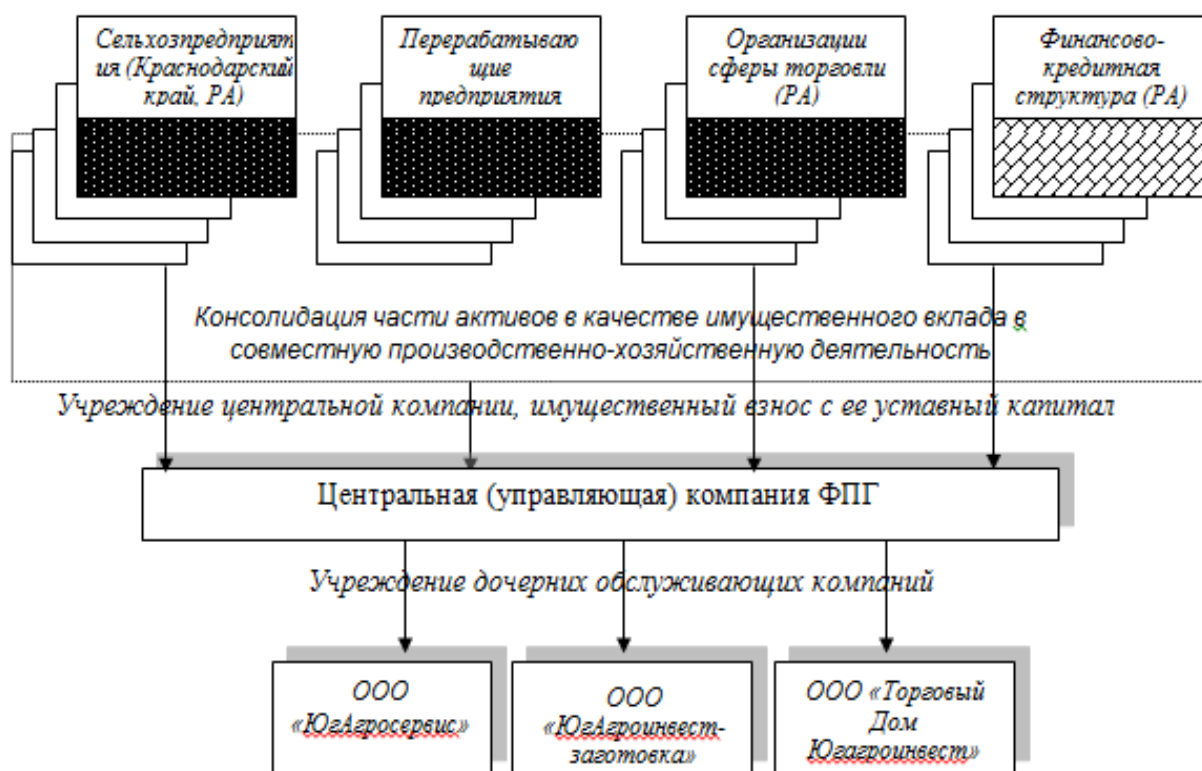 Сельхозпредприят
ия (Краснодарский
край, РА)
Перерабатываю
щие
предприятия
Организации
сферы торговли
(РА)
Финансово-
кредитная
структура (РА)
Консолидация части активов в качестве имущественного вклада в
совместную производственно-хозяйственную деятельность
Учреждение центральной компании, имущественный взнос с ее уставный капитал
Центральная (управляющая) компания ФПГ
Учреждение дочерних обслуживающих компаний
ООО
«ЮгАгросервис»
ООО
«ЮгАгроинвест-
заготовка»
ООО «Торговый
Дом
Югагроинвест»